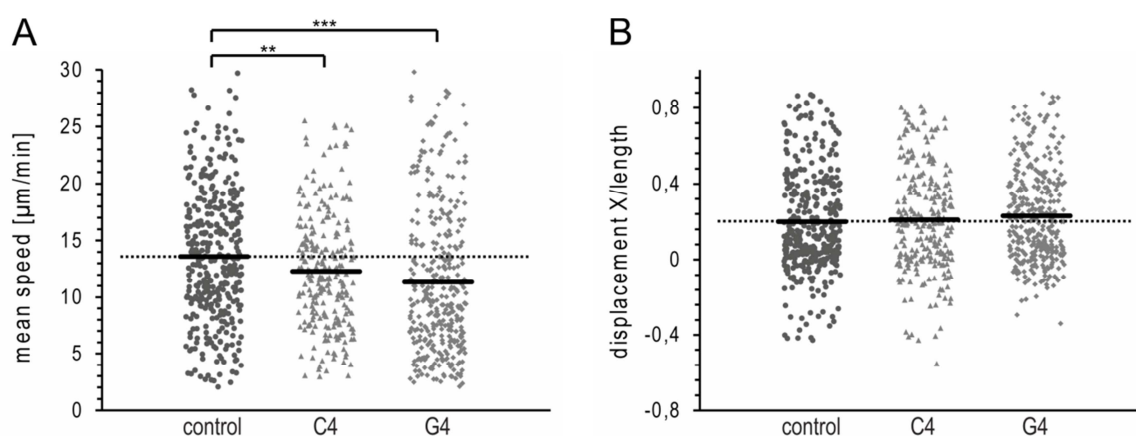 A
***
**
mean speed [µm/min]
30
25
20
15
10
5
0
control C4 G4
B
displacement X/length
0,8
0,4
0
-0,4
-0,8
control C4 G4